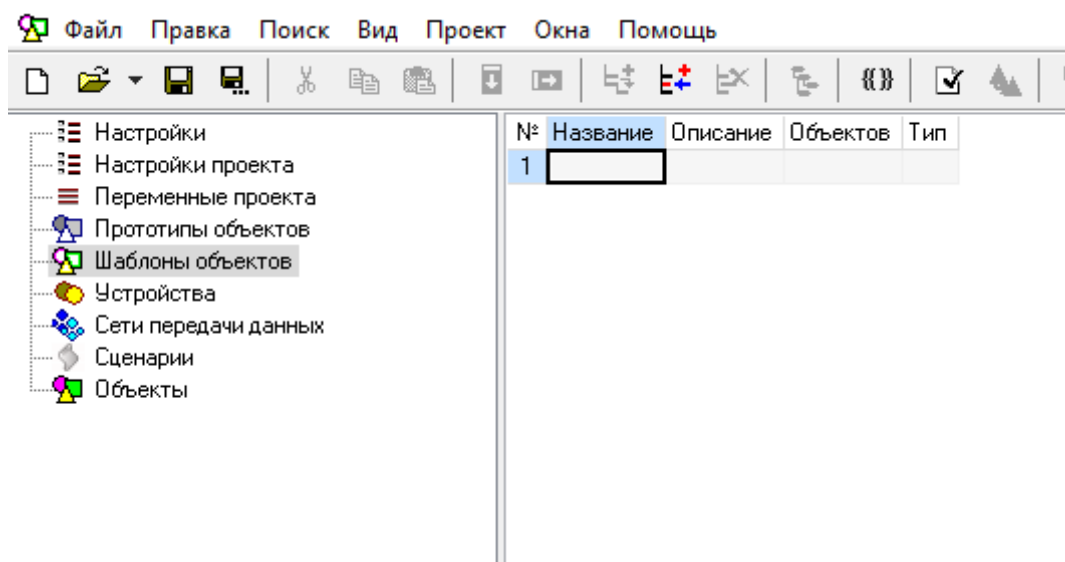 Файл Правка Поиск Вид Проект Окна Помощь
Настройки
Настройки проекта
Переменные проекта
Прототипы объектов
Шаблоны объектов
Устройства
Сети передачи данных
Сценарии
Объекты
№ Название Описание Объектов Тип
1